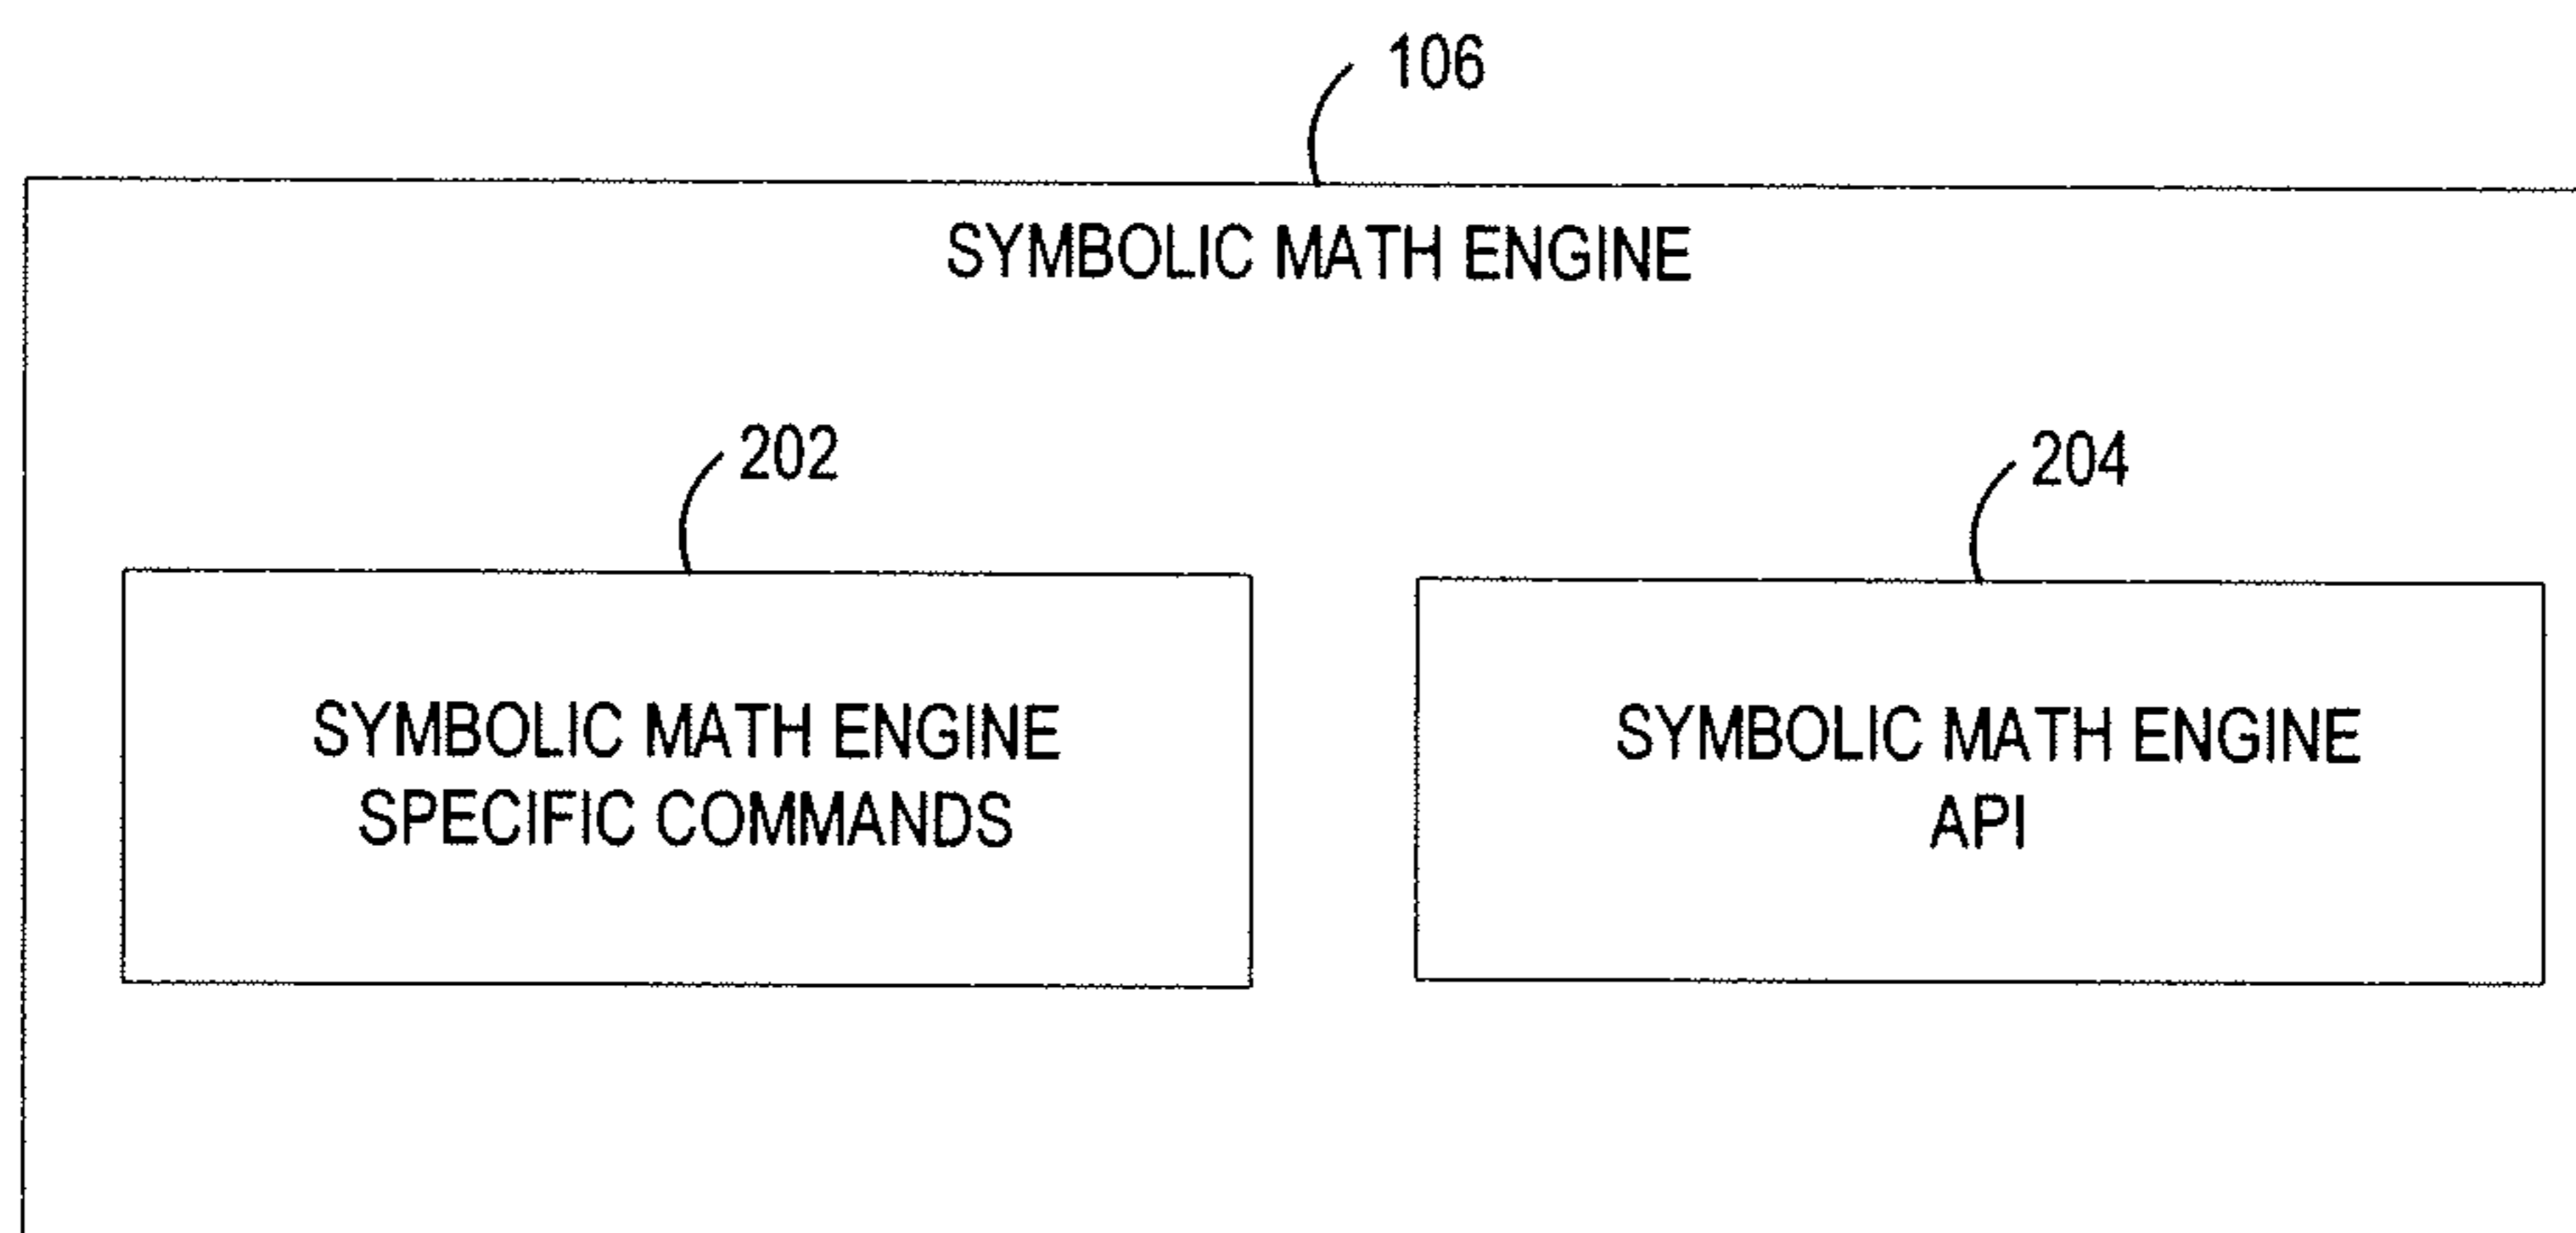 106
SYMBOLIC MATH ENGINE
202
204
SYMBOLIC MATH ENGINE
SPECIFIC COMMANDS
SYMBOLIC MATH ENGINE
API